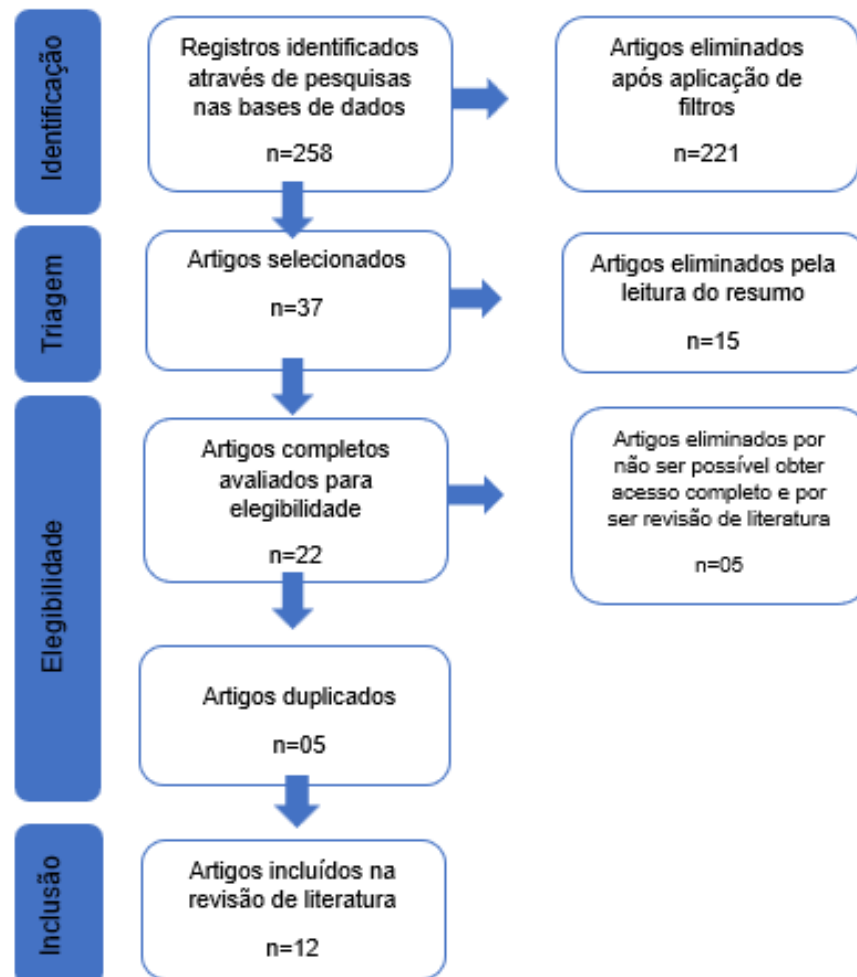 Identificação
Registros identificados
através de pesquisas
nas bases de dados
n=258
Artigos eliminados
após aplicação de
filtros
n=221
Triagem
Artigos selecionados
n=37
Artigos eliminados pela
leitura do resumo
n=15
Elegibilidade
Artigos completos
avaliados para
elegibilidade
n=22
Artigos eliminados por
não ser possível obter
acesso completo e por
ser revisão de literatura
n=05
Artigos duplicados
n=05
Inclusão
Artigos incluídos na
revisão de literatura
n=12